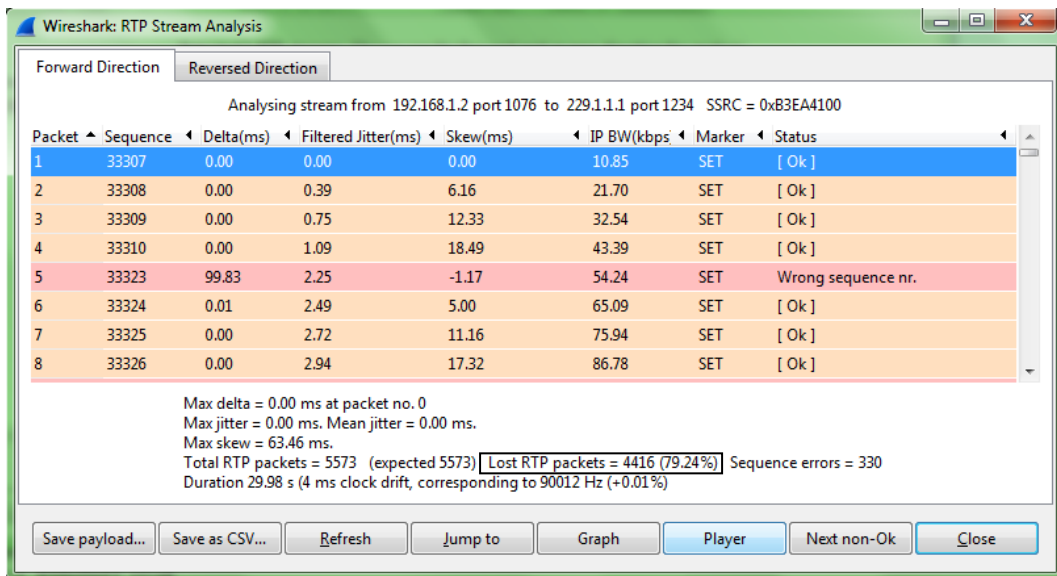 Wireshark: RTP Stream Analysis
Forward Direction Reversed Direction
Analysing stream from 192.168.1.2 port 1076 to 229.1.1.1 port 1234 SSRC = 0xB3EA4100
Packet Sequence Delta(ms) Filtered Jitter(ms) Skew(ms) IP BW(kbps) Marker Status
1 33307 0.00 0.00 0.00 10.85 SET [ Ok ]
2 33308 0.00 0.39 6.16 21.70 SET [ Ok ]
3 33309 0.00 0.75 12.33 32.54 SET [ Ok ]
4 33310 0.00 1.09 18.49 43.39 SET [ Ok ]
5 33323 99.83 2.25 -1.17 54.24 SET Wrong sequence nr.
6 33324 0.01 2.49 5.00 65.09 SET [ Ok ]
7 33325 0.00 2.72 11.16 75.94 SET [ Ok ]
8 33326 0.00 2.94 17.32 86.78 SET [ Ok ]
Max delta = 0.00 ms at packet no. 0
Max jitter = 0.00 ms. Mean jitter = 0.00 ms.
Max skew = 63.46 ms.
Total RTP packets = 5573 (expected 5573) Lost RTP packets = 4416 (79.24%) Sequence errors = 330
Duration 29.98 s (4 ms clock drift, corresponding to 90012 Hz (+0.01%)
Save payload... Save as CSV... Refresh Jump to Graph Player Next non-Ok Close